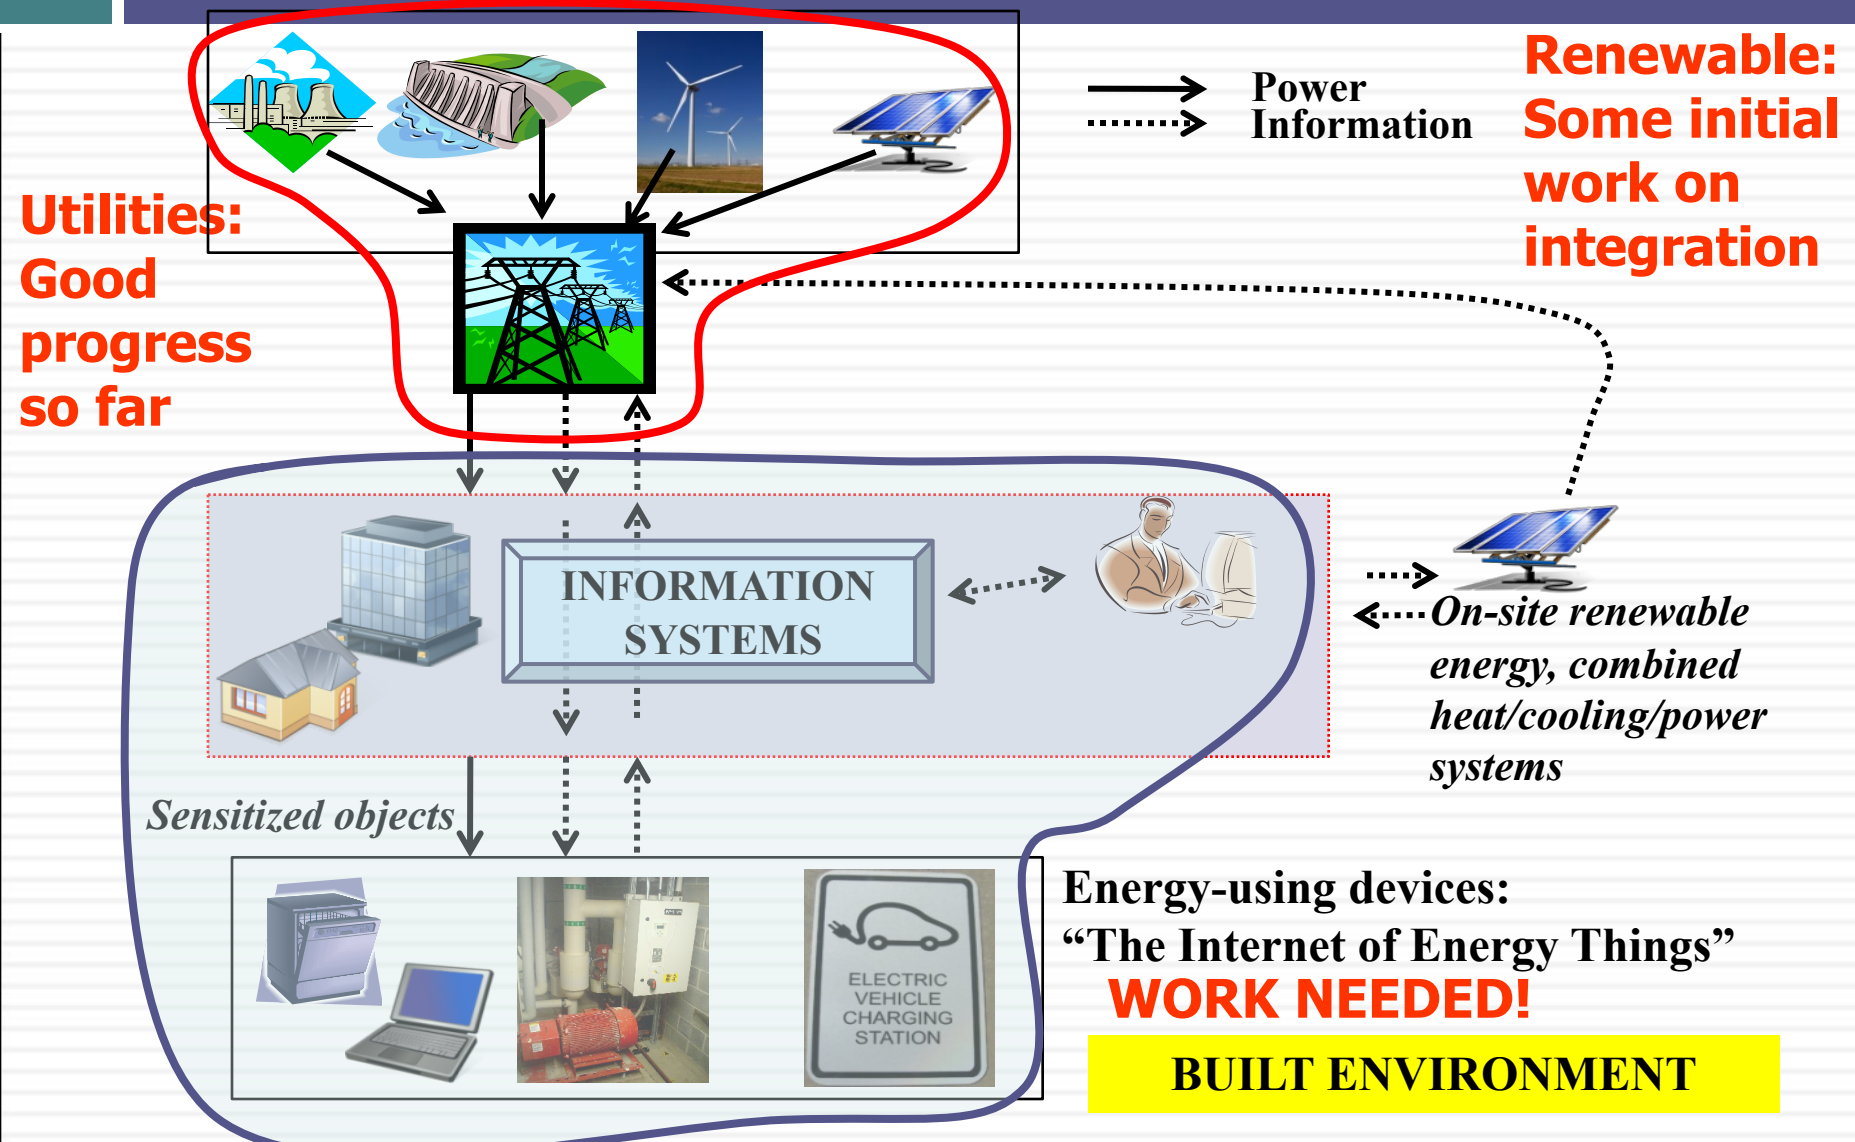 Power
Information
Renewable:
Some initial
work on
integration
Utilities:
Good
progress
so far
INFORMATION
SYSTEMS
On-site renewable
energy, combined
heat/cooling/power
systems
Sensitized objects
ELECTRIC
VEHICLE
CHARGING
STATION
Energy-using devices:
“The Internet of Energy Things”
WORK NEEDED!
BUILT ENVIRONMENT